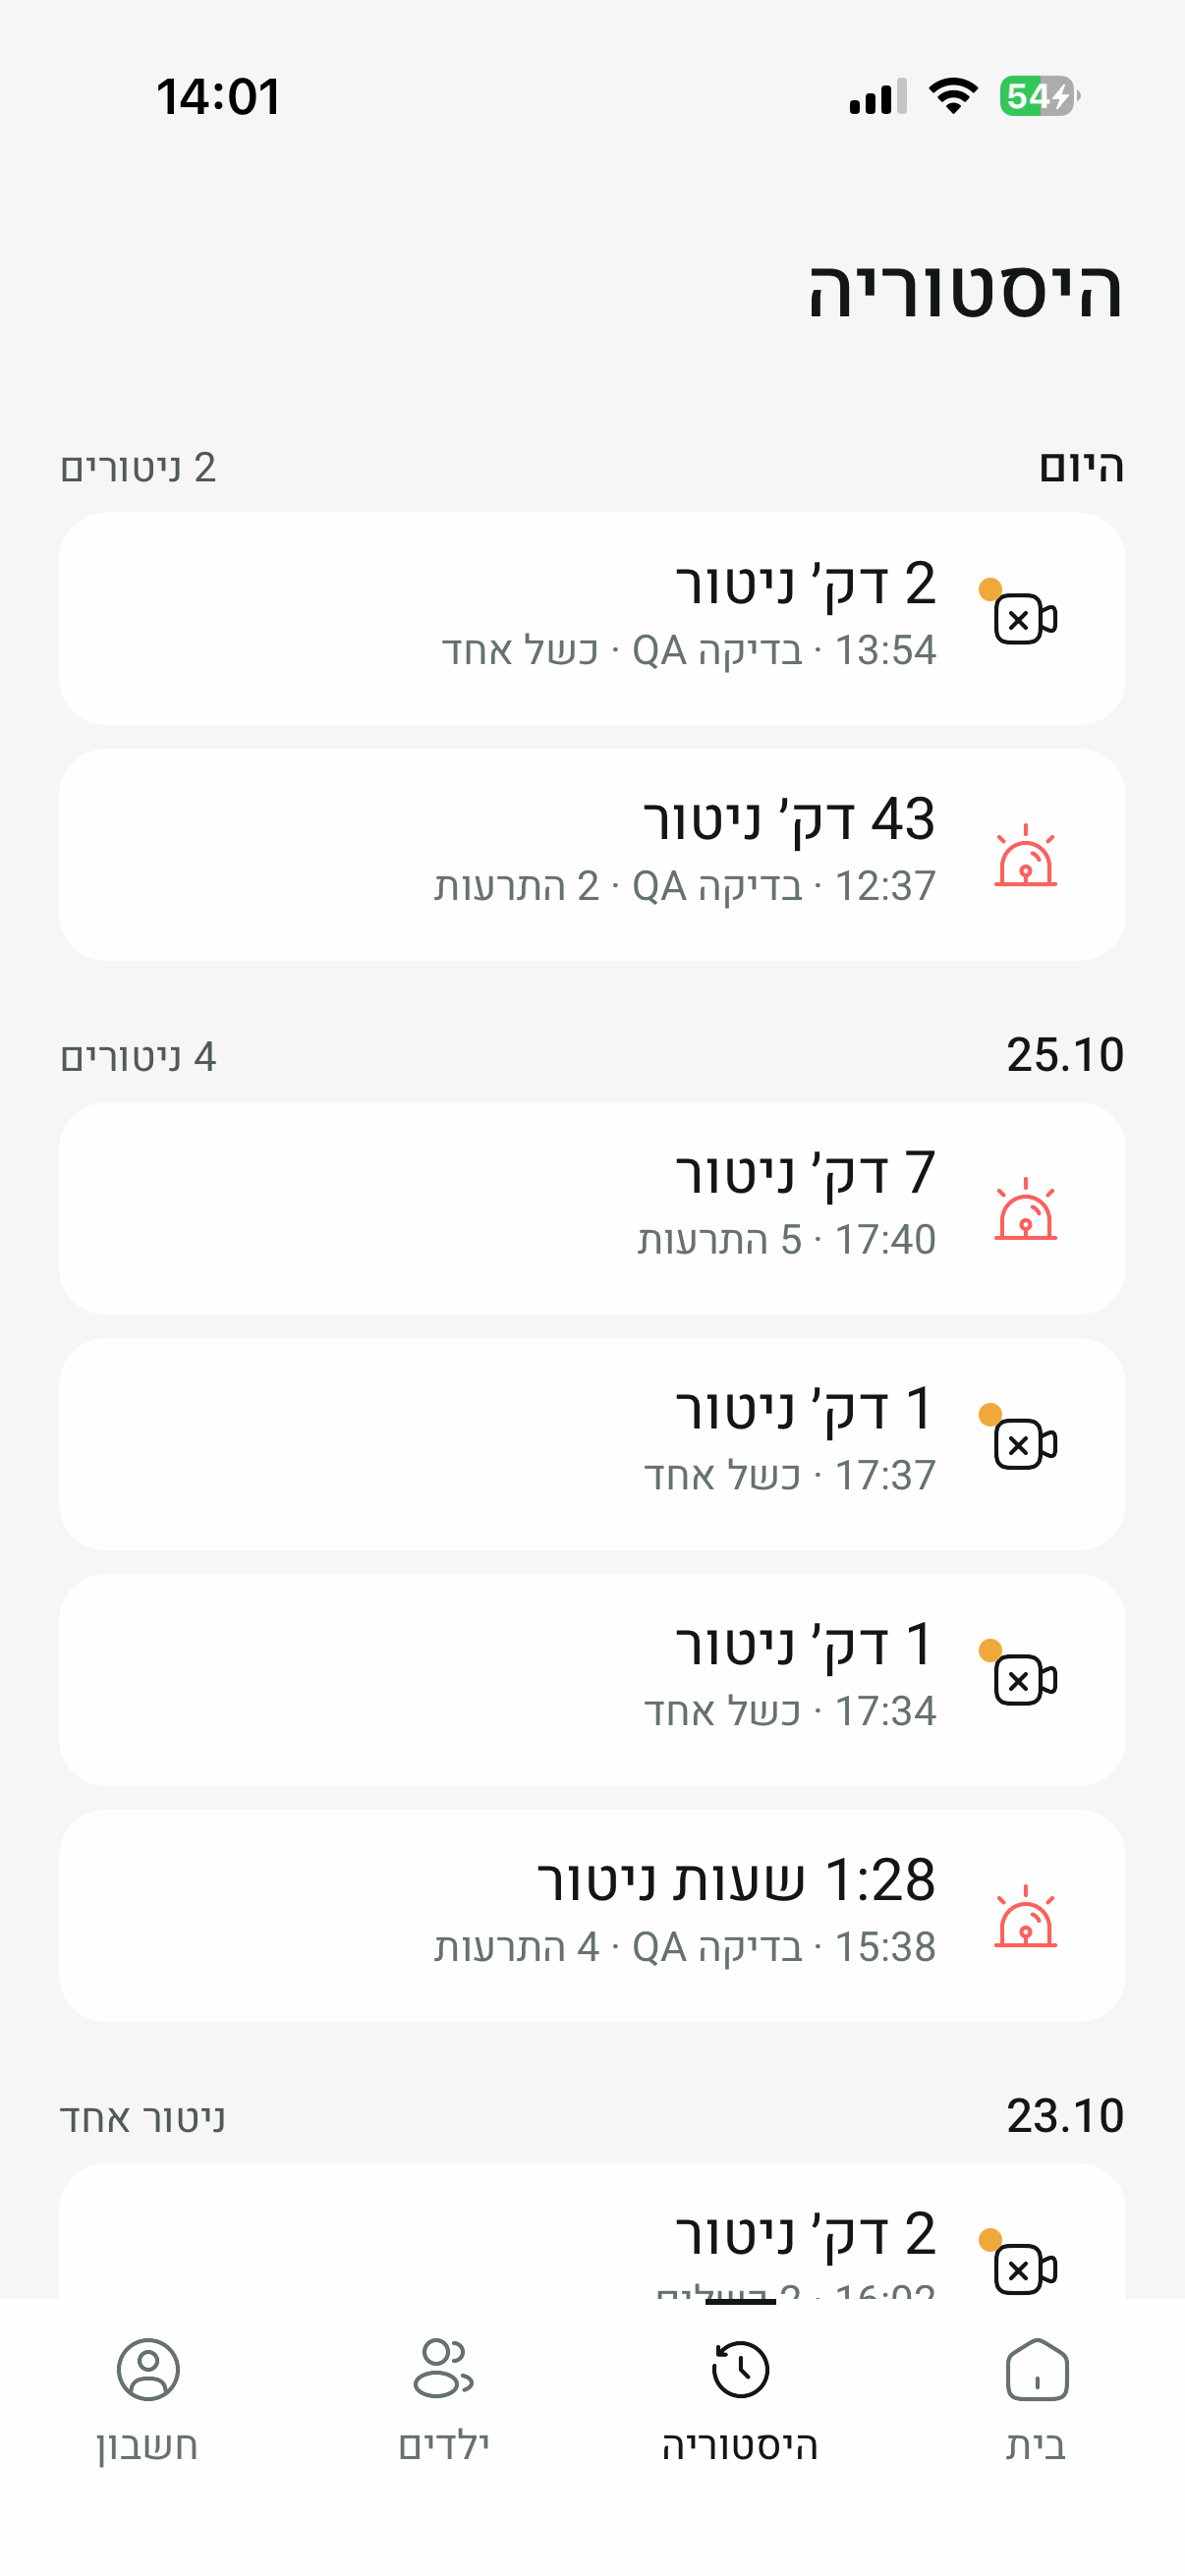 14:01
54
היסטוריה
היום
2 ניטורים
2 דק׳ ניטור
13:54 · בדיקה QA · כשל אחד
43 דק׳ ניטור
12:37 · בדיקה QA · 2 התרעות
25.10
4 ניטורים
7 דק׳ ניטור
17:40 · 5 התרעות
1 דק׳ ניטור
17:37 · כשל אחד
1 דק׳ ניטור
17:34 · כשל אחד
1:28 שעות ניטור
15:38 · בדיקה QA · 4 התרעות
23.10
ניטור אחד
2 דק׳ ניטור
בית
היסטוריה
ילדים
חשבון